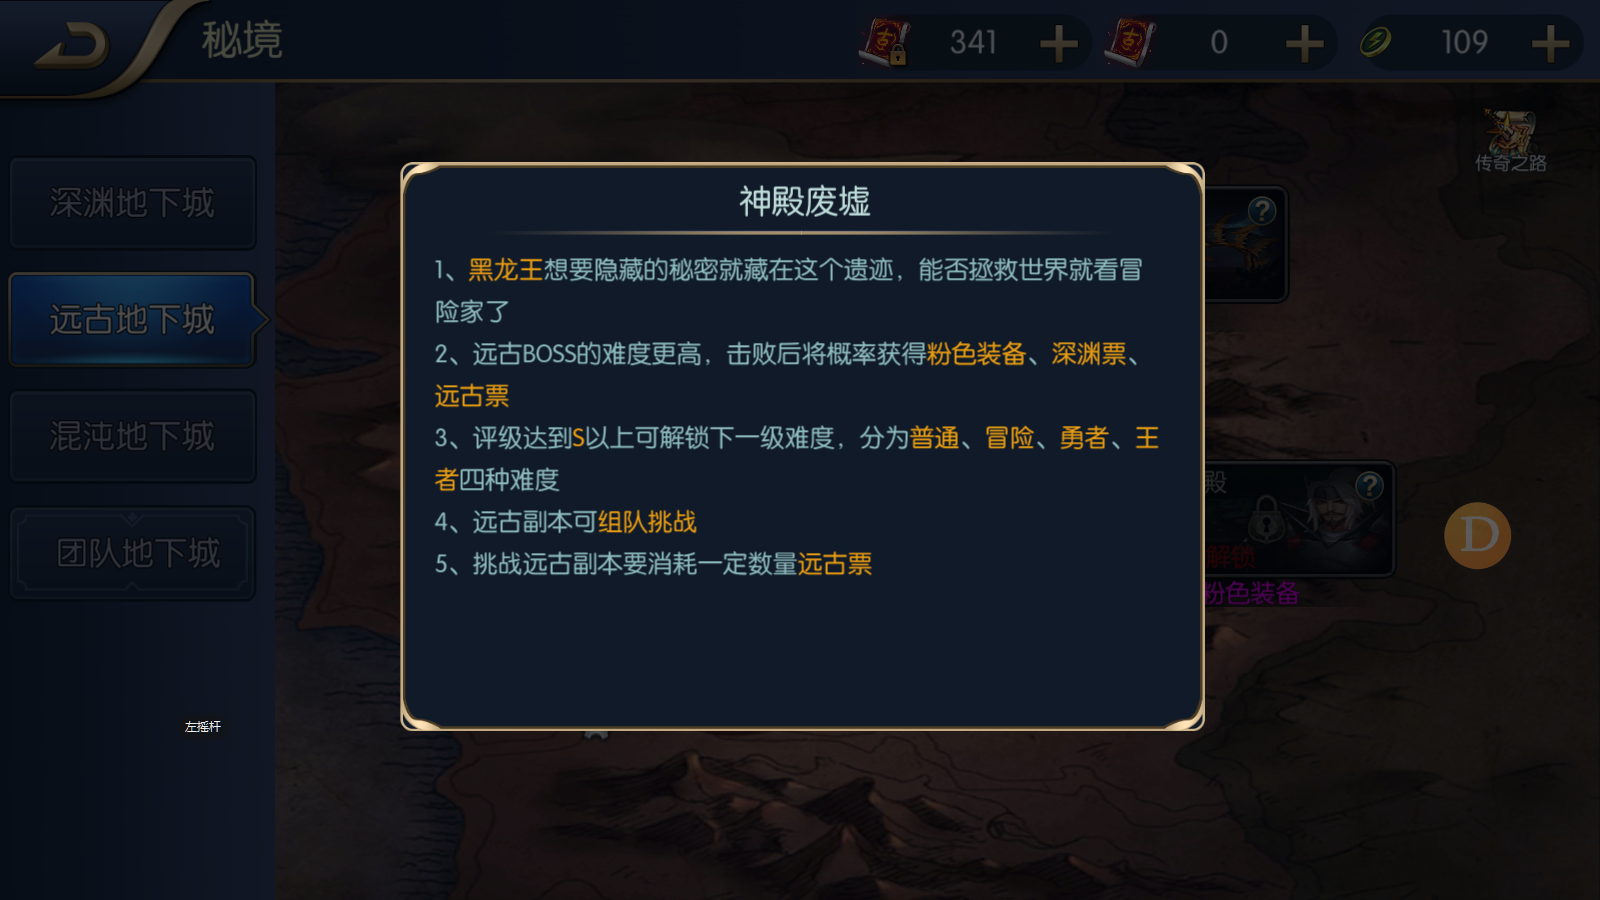 秘境
341
0
109
传奇之路
深渊地下城
远古地下城
混沌地下城
团队地下城
神殿废墟
1、黑龙王想要隐藏的秘密就藏在这个遗迹，能否拯救世界就看冒
险家了
2、远古BOSS的难度更高，击败后将概率获得粉色装备、深渊票、
远古票
3、评级达到S以上可解锁下一级难度，分为普通、冒险、勇者、王
者四种难度
4、远古副本可组队挑战
5、挑战远古副本要消耗一定数量远古票
殿
解锁
粉色装备
D
左摇杆